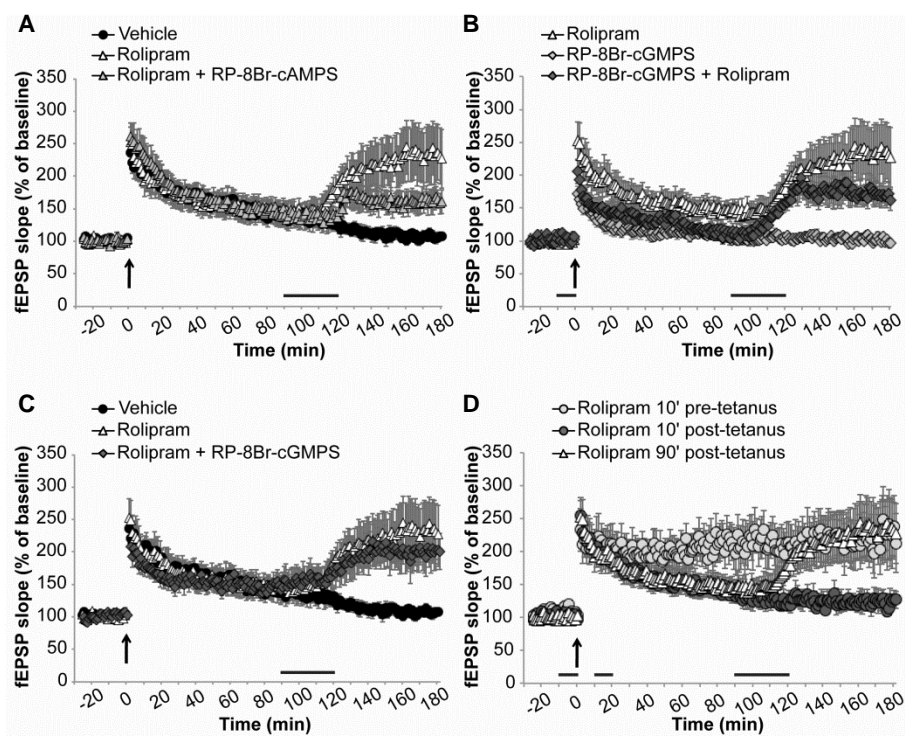 A
Vehicle
Rolipram
Rolipram + RP-8Br-cAMPS
fEPSP slope (% of baseline)
350
300
250
200
150
100
50
0
-20 0 20 40 60 80 100 120 140 160 180
Time (min)
B
Rolipram
RP-8Br-cGMPS
RP-8Br-cGMPS + Rolipram
fEPSP slope (% of baseline)
350
300
250
200
150
100
50
0
-20 0 20 40 60 80 100 120 140 160 180
Time (min)
C
Vehicle
Rolipram
Rolipram + RP-8Br-cGMPS
fEPSP slope (% of baseline)
350
300
250
200
150
100
50
0
-20 0 20 40 60 80 100 120 140 160 180
Time (min)
D
Rolipram 10' pre-tetanus
Rolipram 10' post-tetanus
Rolipram 90' post-tetanus
fEPSP slope (% of baseline)
350
300
250
200
150
100
50
0
-20 0 20 40 60 80 100 120 140 160 180
Time (min)